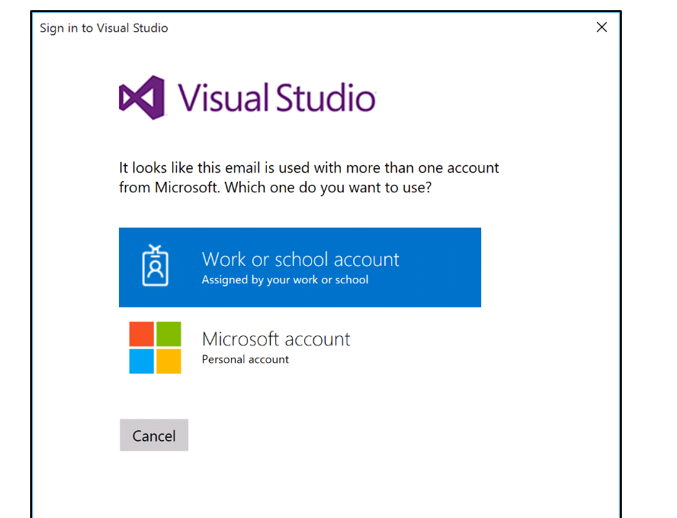 Sign in to Visual Studio
Visual Studio
It looks like this email is used with more than one account
from Microsoft. Which one do you want to use?
Work or school account
Assigned by your work or school
Microsoft account
Personal account
Cancel